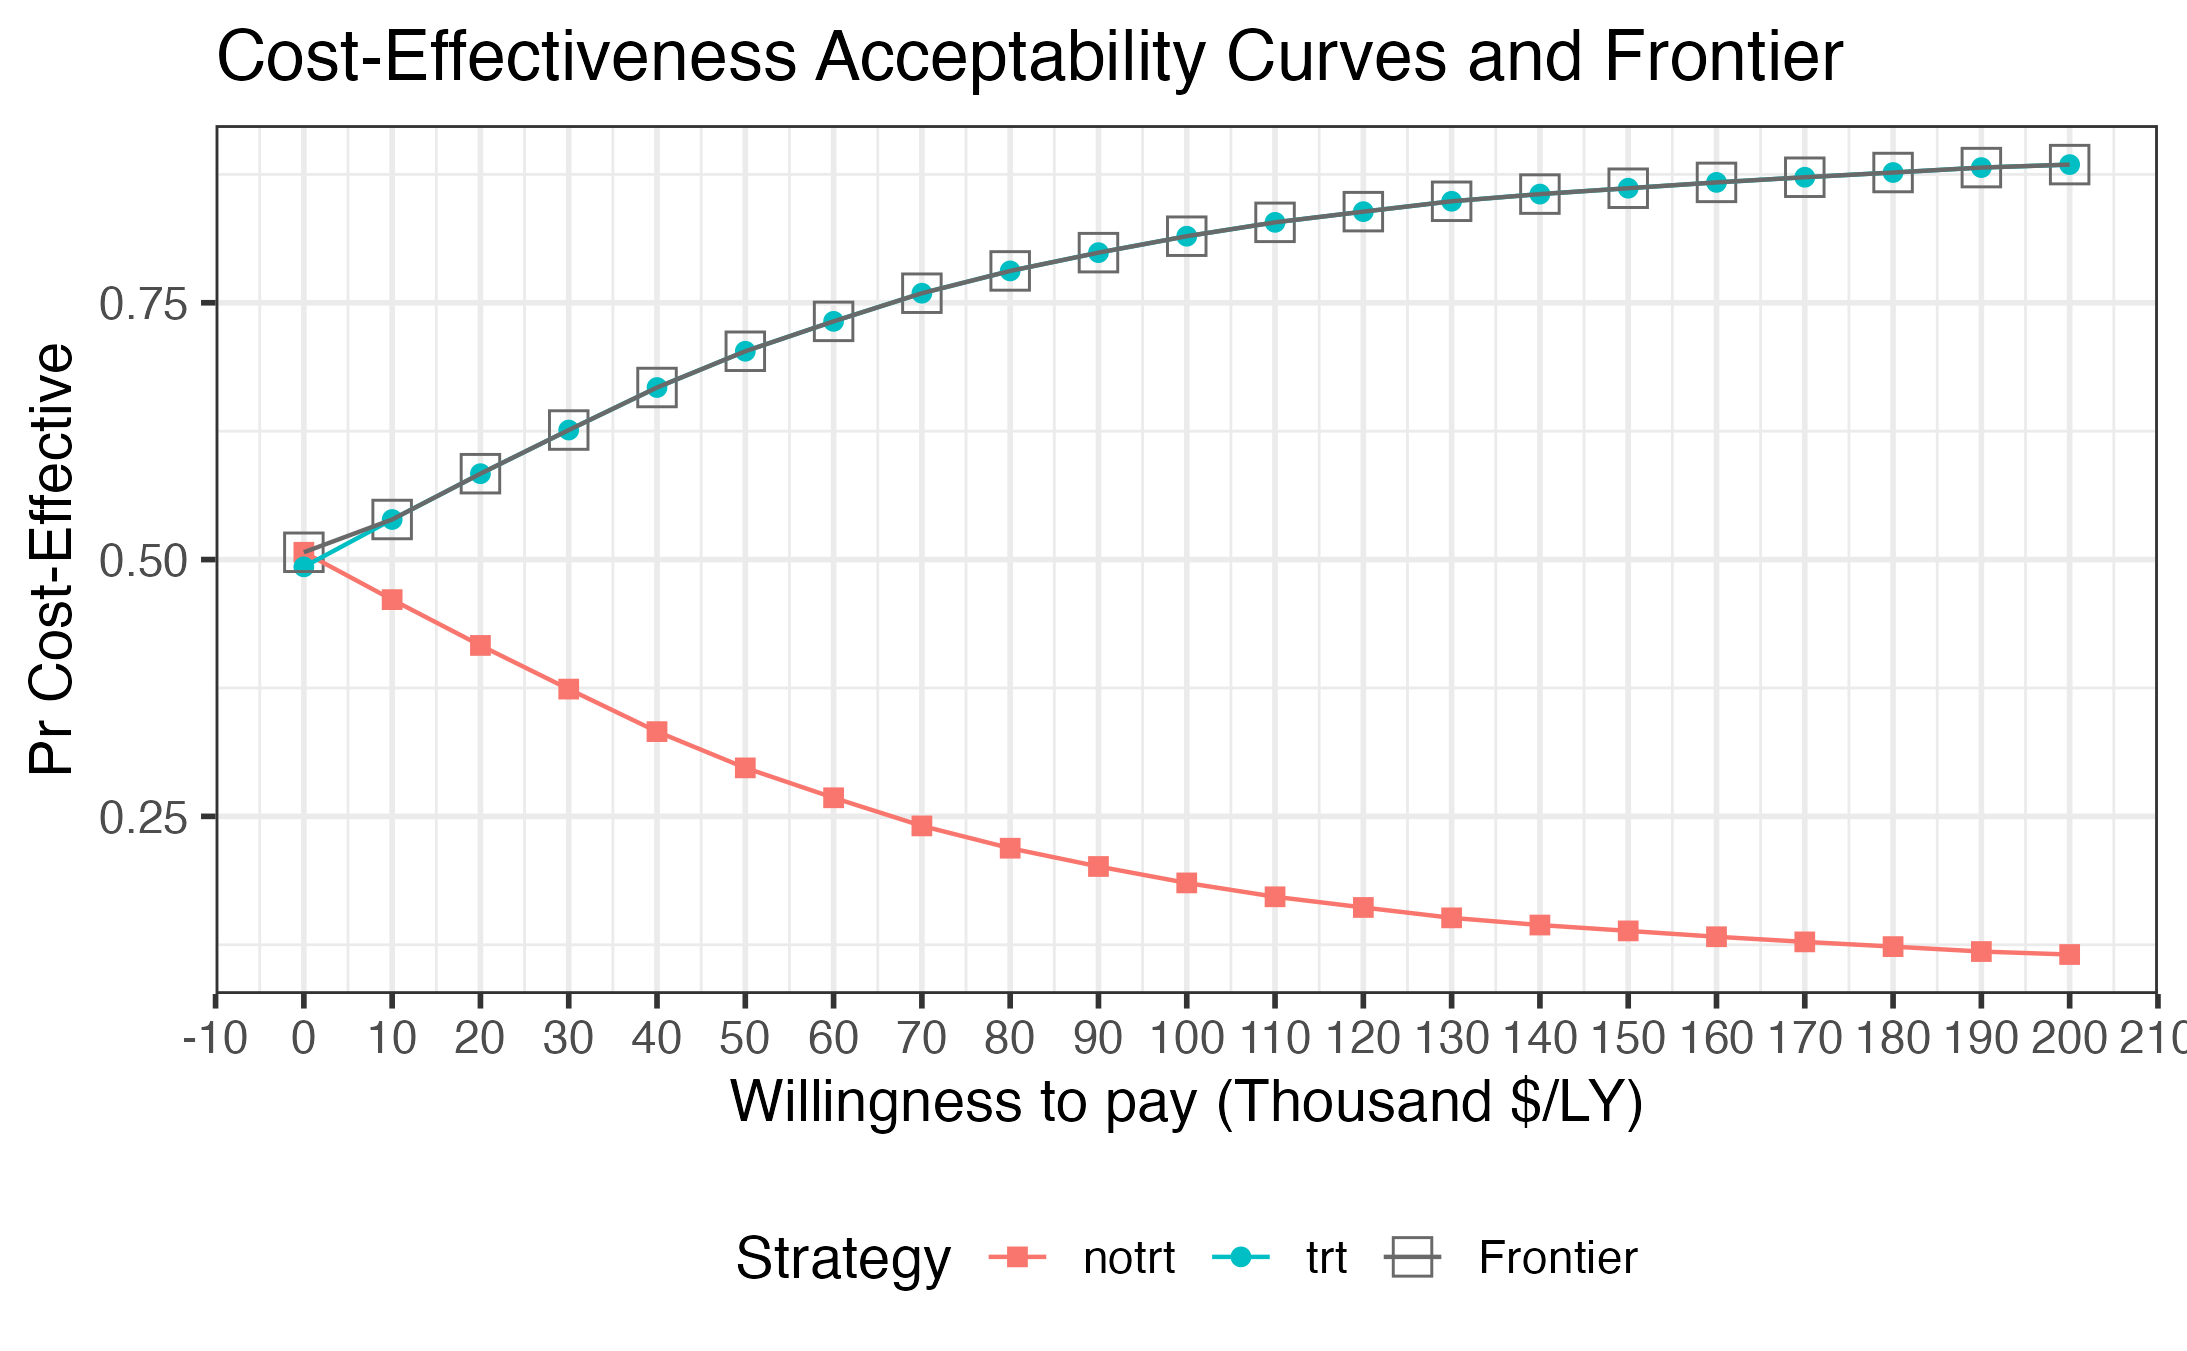 Cost-Effectiveness Acceptability Curves and Frontier
Pr Cost-Effective
0.75
0.50
0.25
-10 0 10 20 30 40 50 60 70 80 90 100 110 120 130 140 150 160 170 180 190 200 210
Willingness to pay (Thousand $/LY)
Strategy notrt trt Frontier